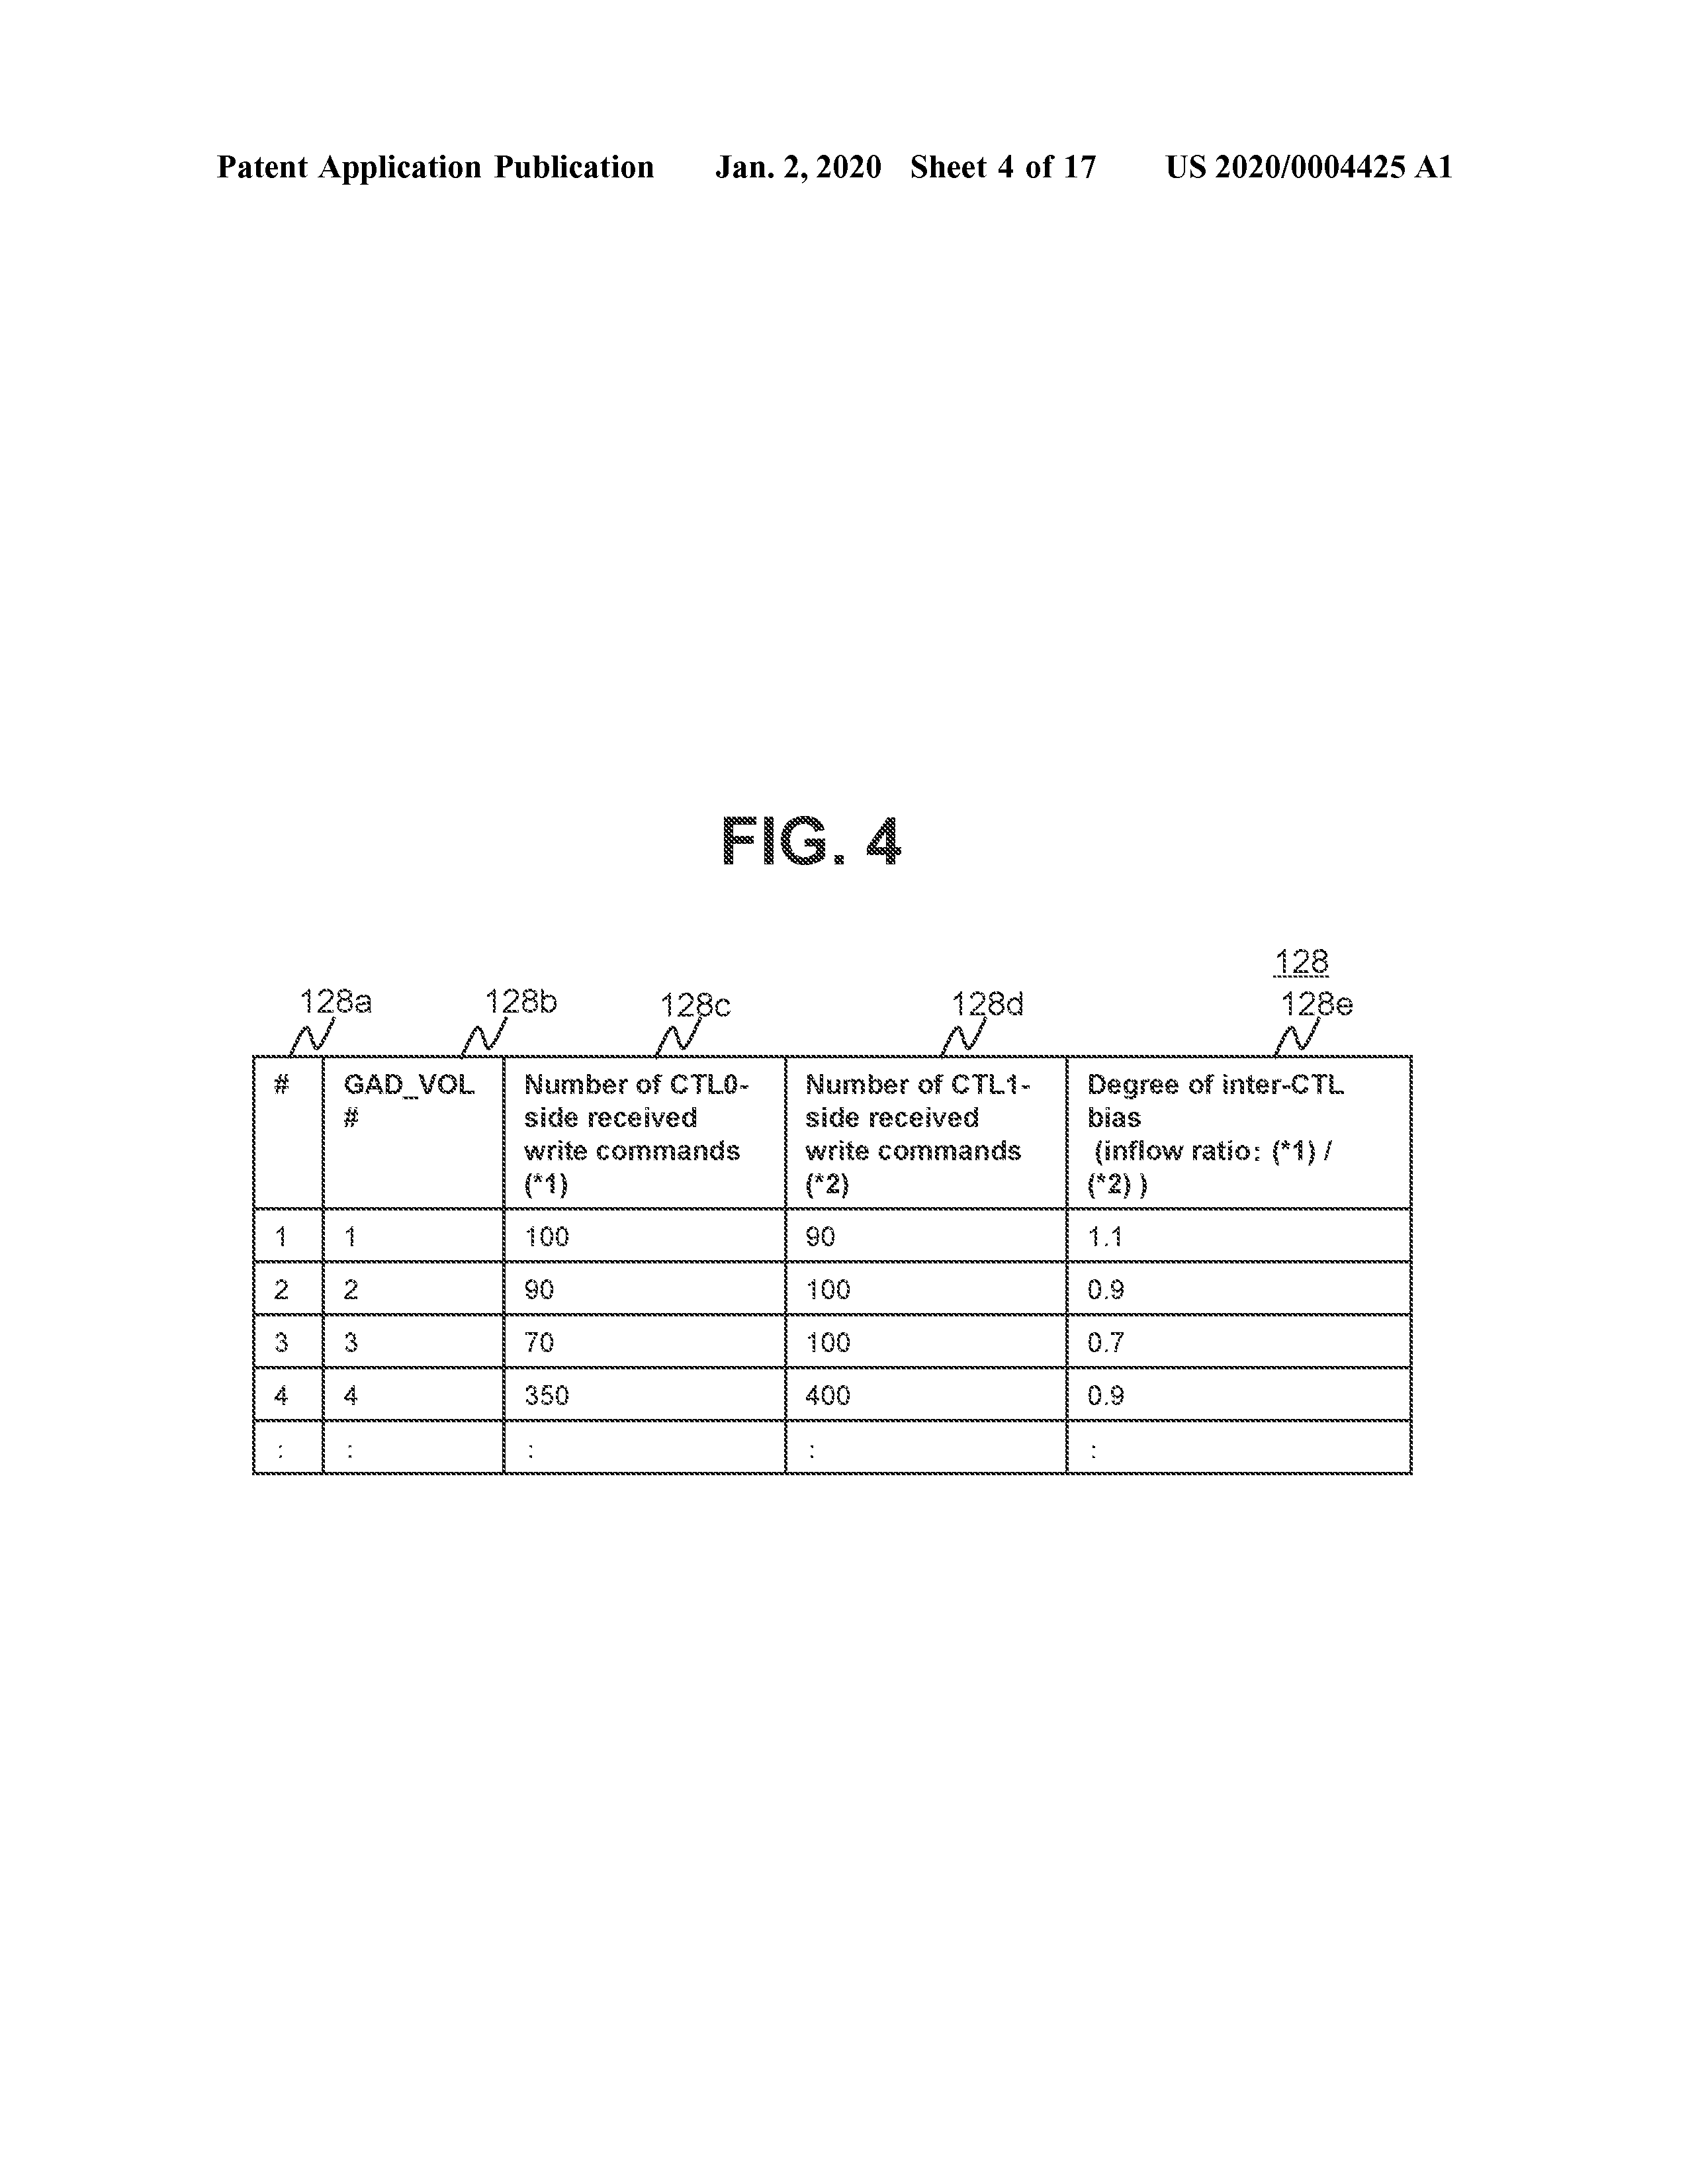 Patent Application Publication Jan. 2, 2020 Sheet 4 of 17 US 2020/0004425 A1
FIG. 4
128
128a 128b 128c 128d 128e
# GAD_VOL Number of CTL0- Number of CTL1- Degree of inter-CTL
# side received side received bias
write commands write commands (inflow ratio: (*1) /
(*1) (*2) (*2) )
1 1 100 90 1.1
2 2 90 100 0.9
3 3 70 100 0.7
4 4 350 400 0.9
: : : : :